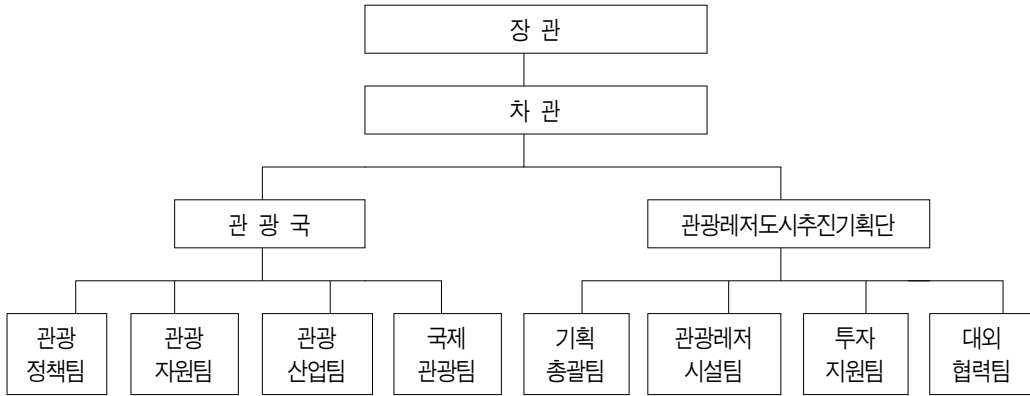 장 관
차 관
관 광 국
관광레저도시추진기획단
관광
정책팀
관광
자원팀
관광
산업팀
국제
관광팀
기획
총괄팀
관광레저
시설팀
투자
지원팀
대외
협력팀